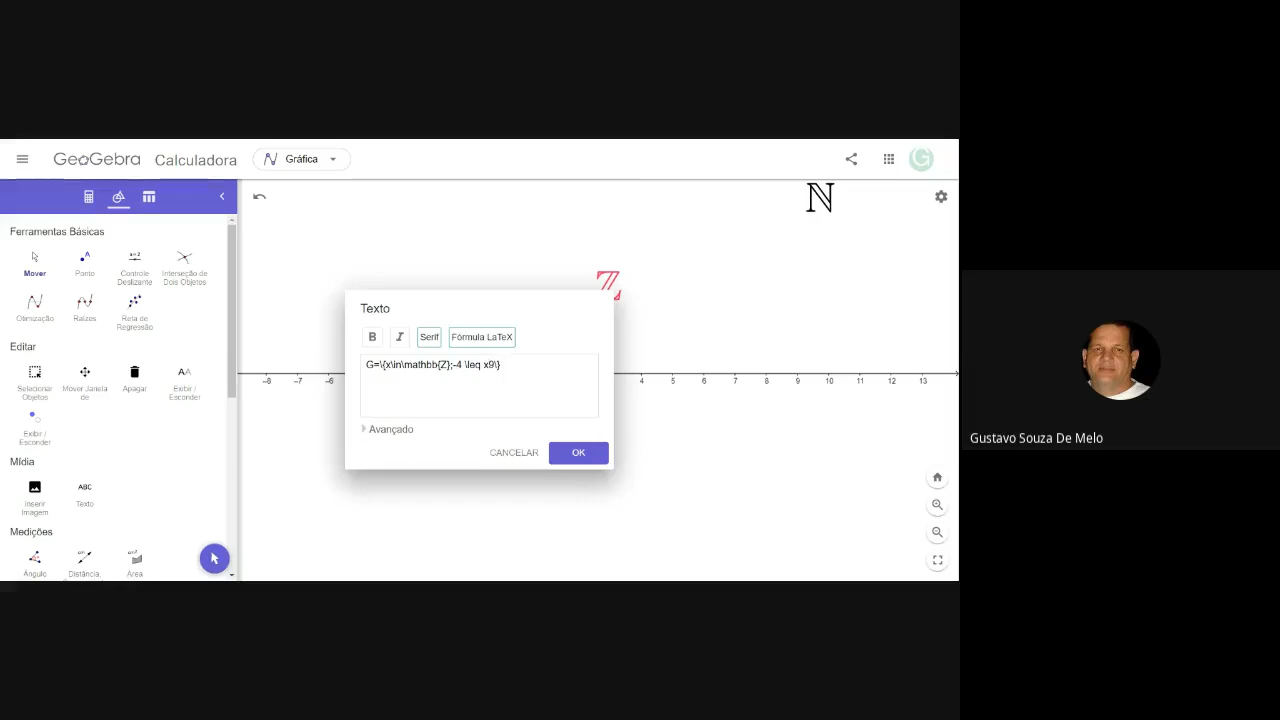 GeoGebra Calculadora Gráfica
Ferramentas Básicas
Mover Ponto Controle Deslizante Interseção de Dois Objetos
Otimização Raízes Reta de Regressão
Editar
Selecionar Objetos Mover Janela de Apagar Exibir / Esconder
Exibir / Esconder
Mídia
Inserir Imagem ABC Texto
Medições
Ângulo Distância, Área
ℕ
ℤ
Texto
B I Serif Fórmula LaTeX
G=\{x\in\mathbb{Z};-4 \leq x9\}
Avançado
CANCELAR OK
−8 −7 −6 4 5 6 7 8 9 10 11 12 13
Gustavo Souza De Melo